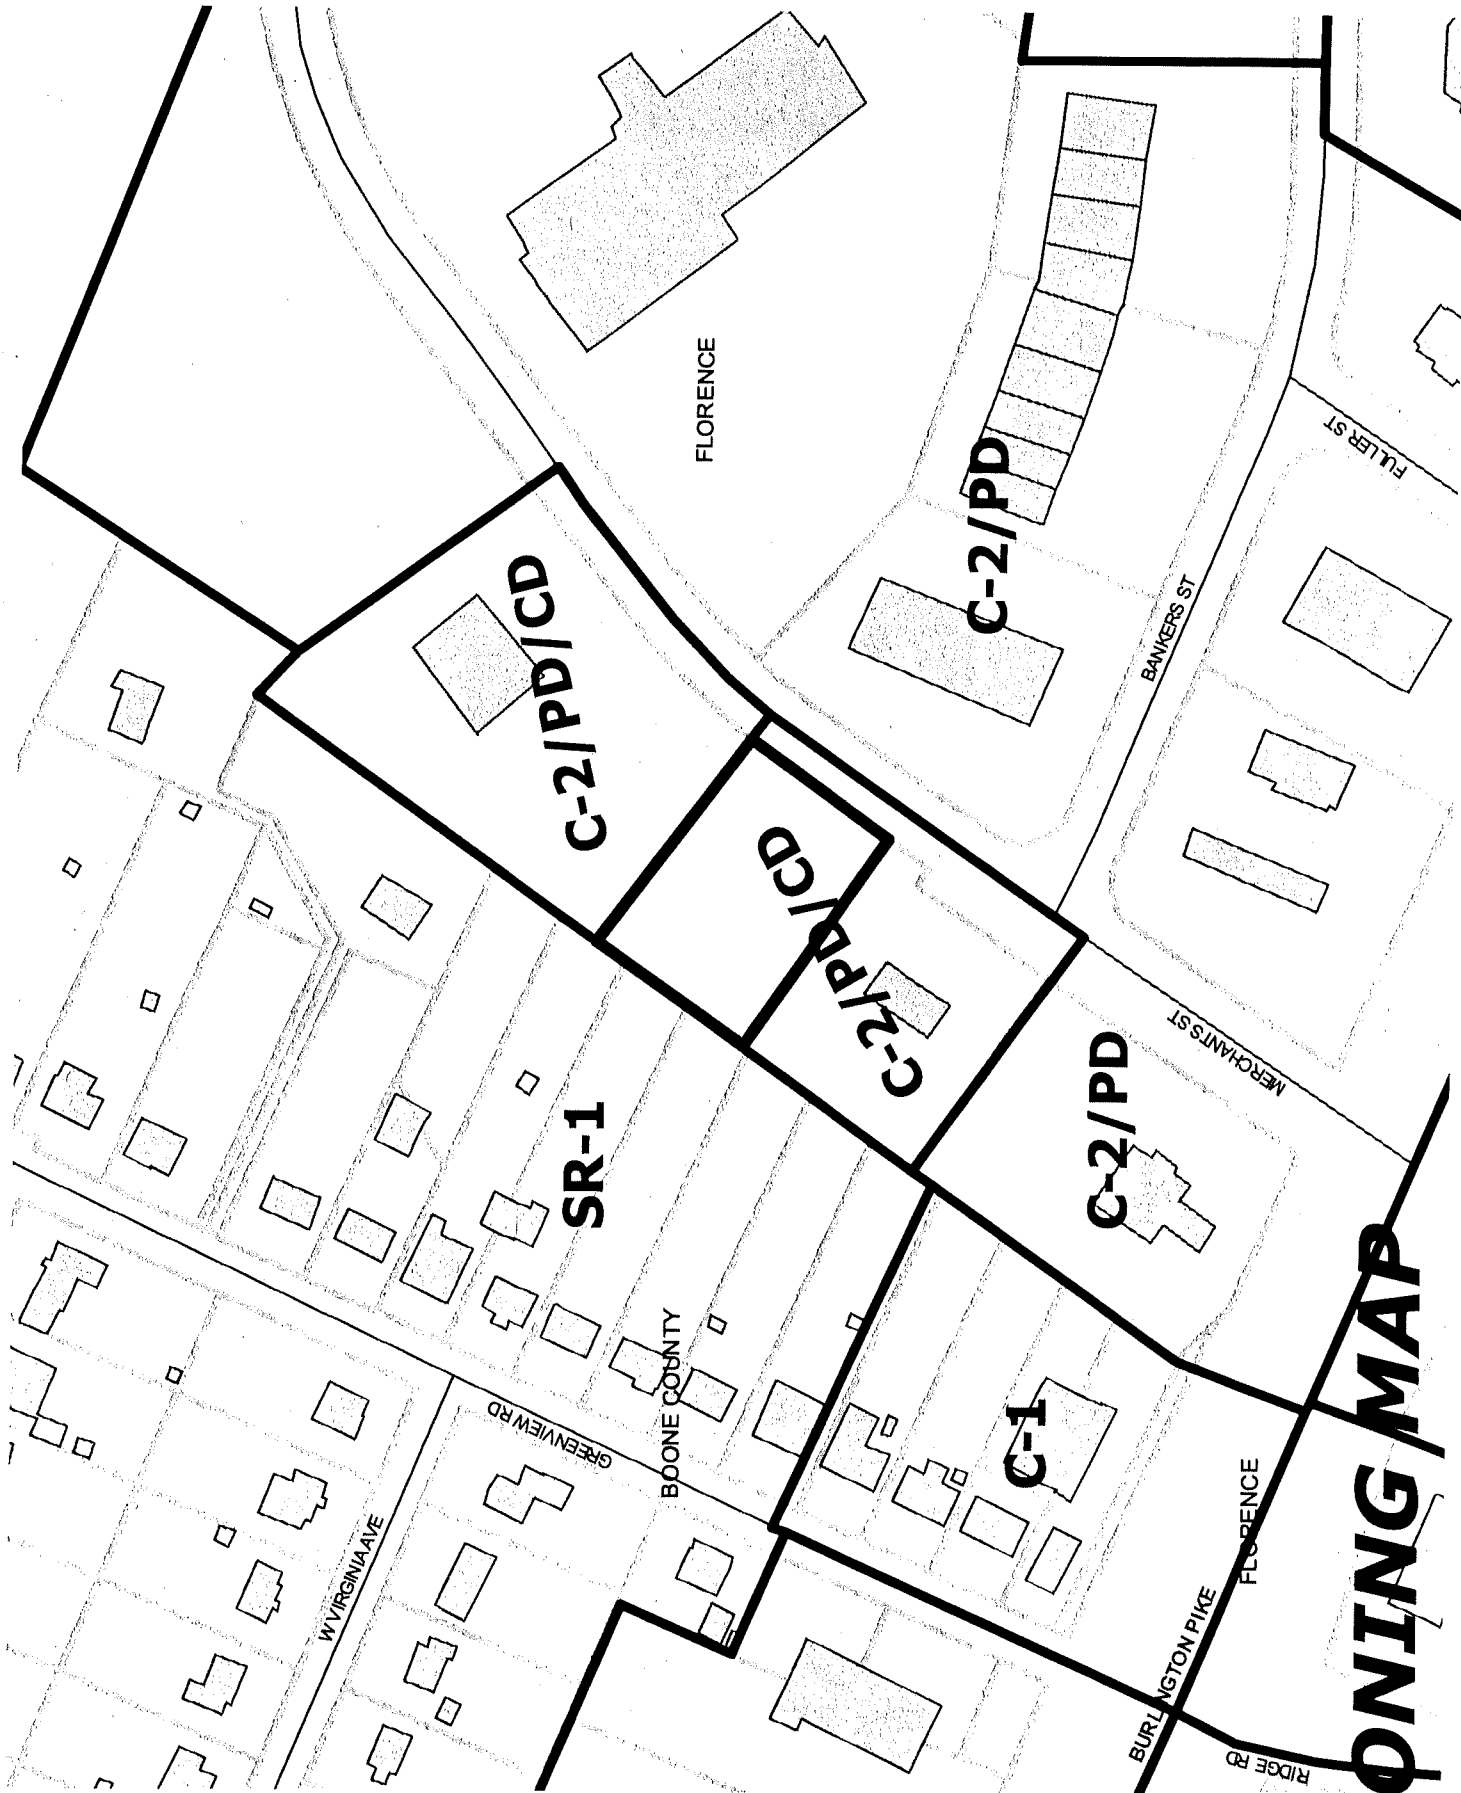 FLORENCE
C-2/PD
FULLER ST
C-2/PD/CD
BANKERS ST
C-2/PD/CD
MERCHANTS ST
C-2/PD
SR-1
BOONE COUNTY
GREENVIEW RD
W VIRGINIA AVE
C-1
FLORENCE
BURLINGTON PIKE
RIDGE RD
ONING MAP